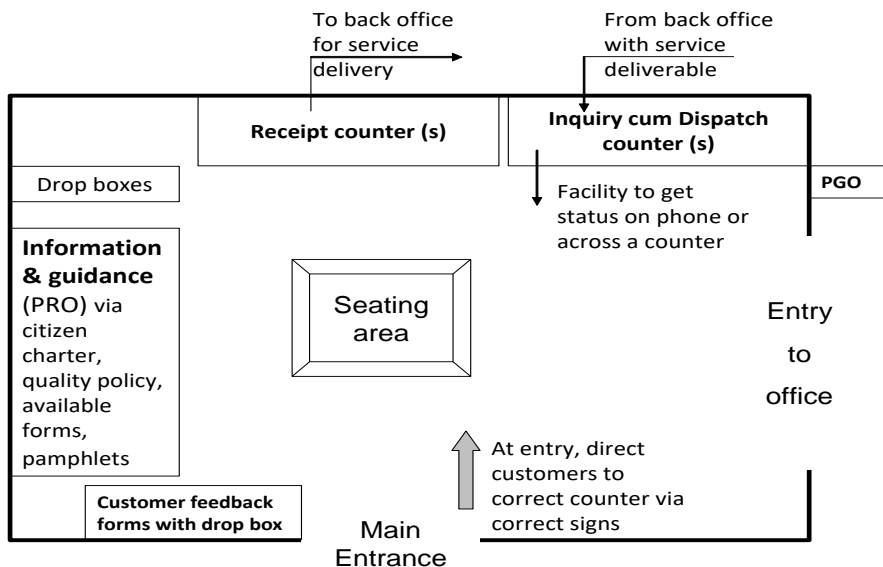 To back office
for service
delivery
From back office
with service
deliverable
Receipt counter (s)
Inquiry cum Dispatch
counter (s)
Drop boxes
PGO
Facility to get
status on phone or
across a counter
Information
& guidance
(PRO) via
citizen
charter,
quality policy,
available
forms,
pamphlets
Seating
area
Entry
to
office
At entry, direct
customers to
correct counter via
correct signs
Customer feedback
forms with drop box
Main
Entrance